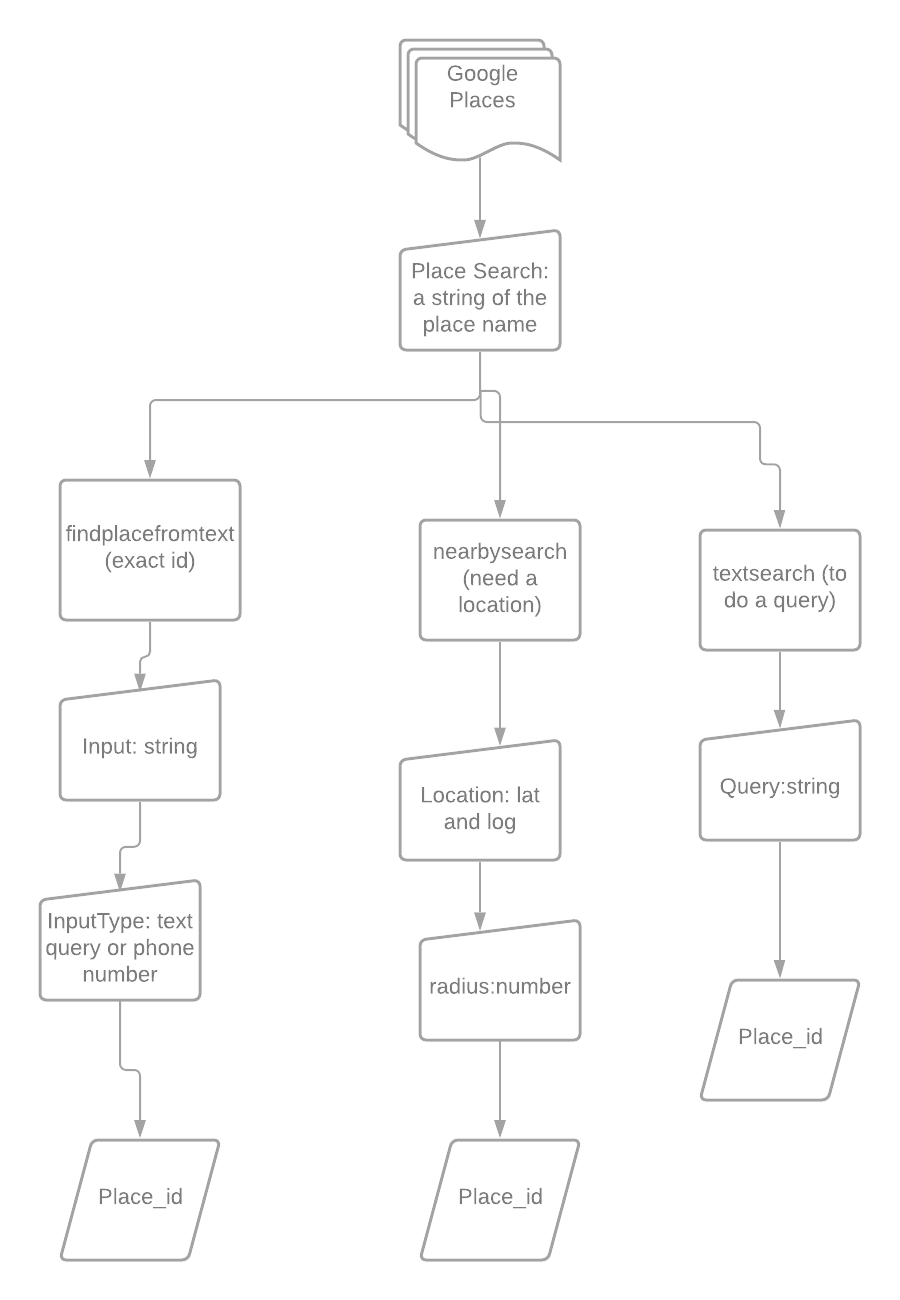 Google
Places
Place Search:
a string of the
place name
findplacefromtext
(exact id)
nearbysearch
(need a
location)
textsearch (to
do a query)
Input: string
Location: lat
and log
Query:string
InputType: text
query or phone
number
radius:number
Place_id
Place_id
Place_id